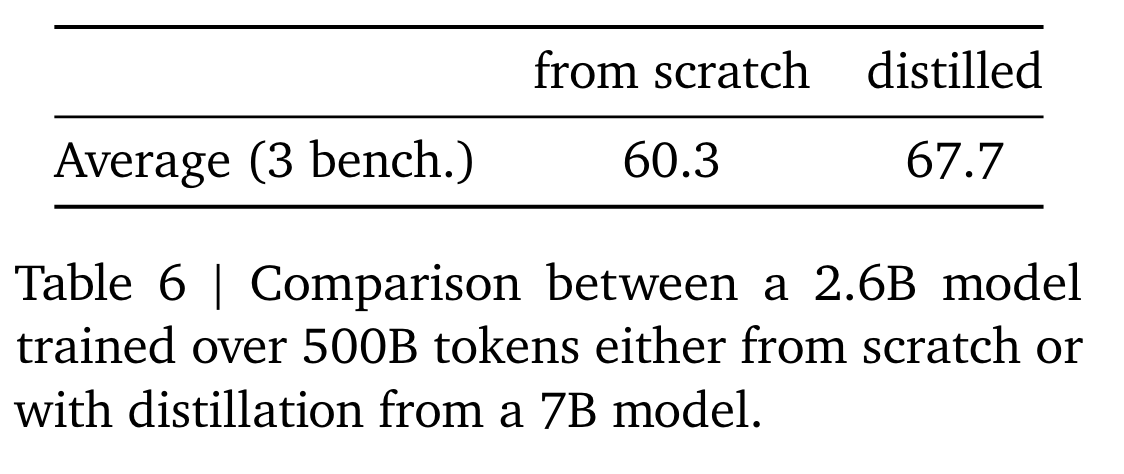 from scratch distilled
Average (3 bench.) 60.3 67.7
Table 6 | Comparison between a 2.6B model
trained over 500B tokens either from scratch or
with distillation from a 7B model.